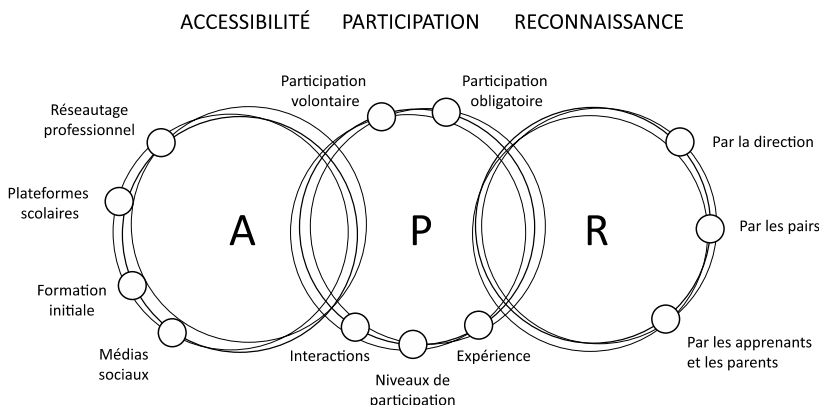 ACCESSIBILITÉ PARTICIPATION RECONNAISSANCE
Participation
volontaire
Participation
obligatoire
Réseautage
professionnel
Par la direction
Plateformes
scolaires
A
P
R
Par les pairs
Formation
initiale
Médias
sociaux
Interactions
Niveaux de
participation
Expérience
Par les apprenants
et les parents